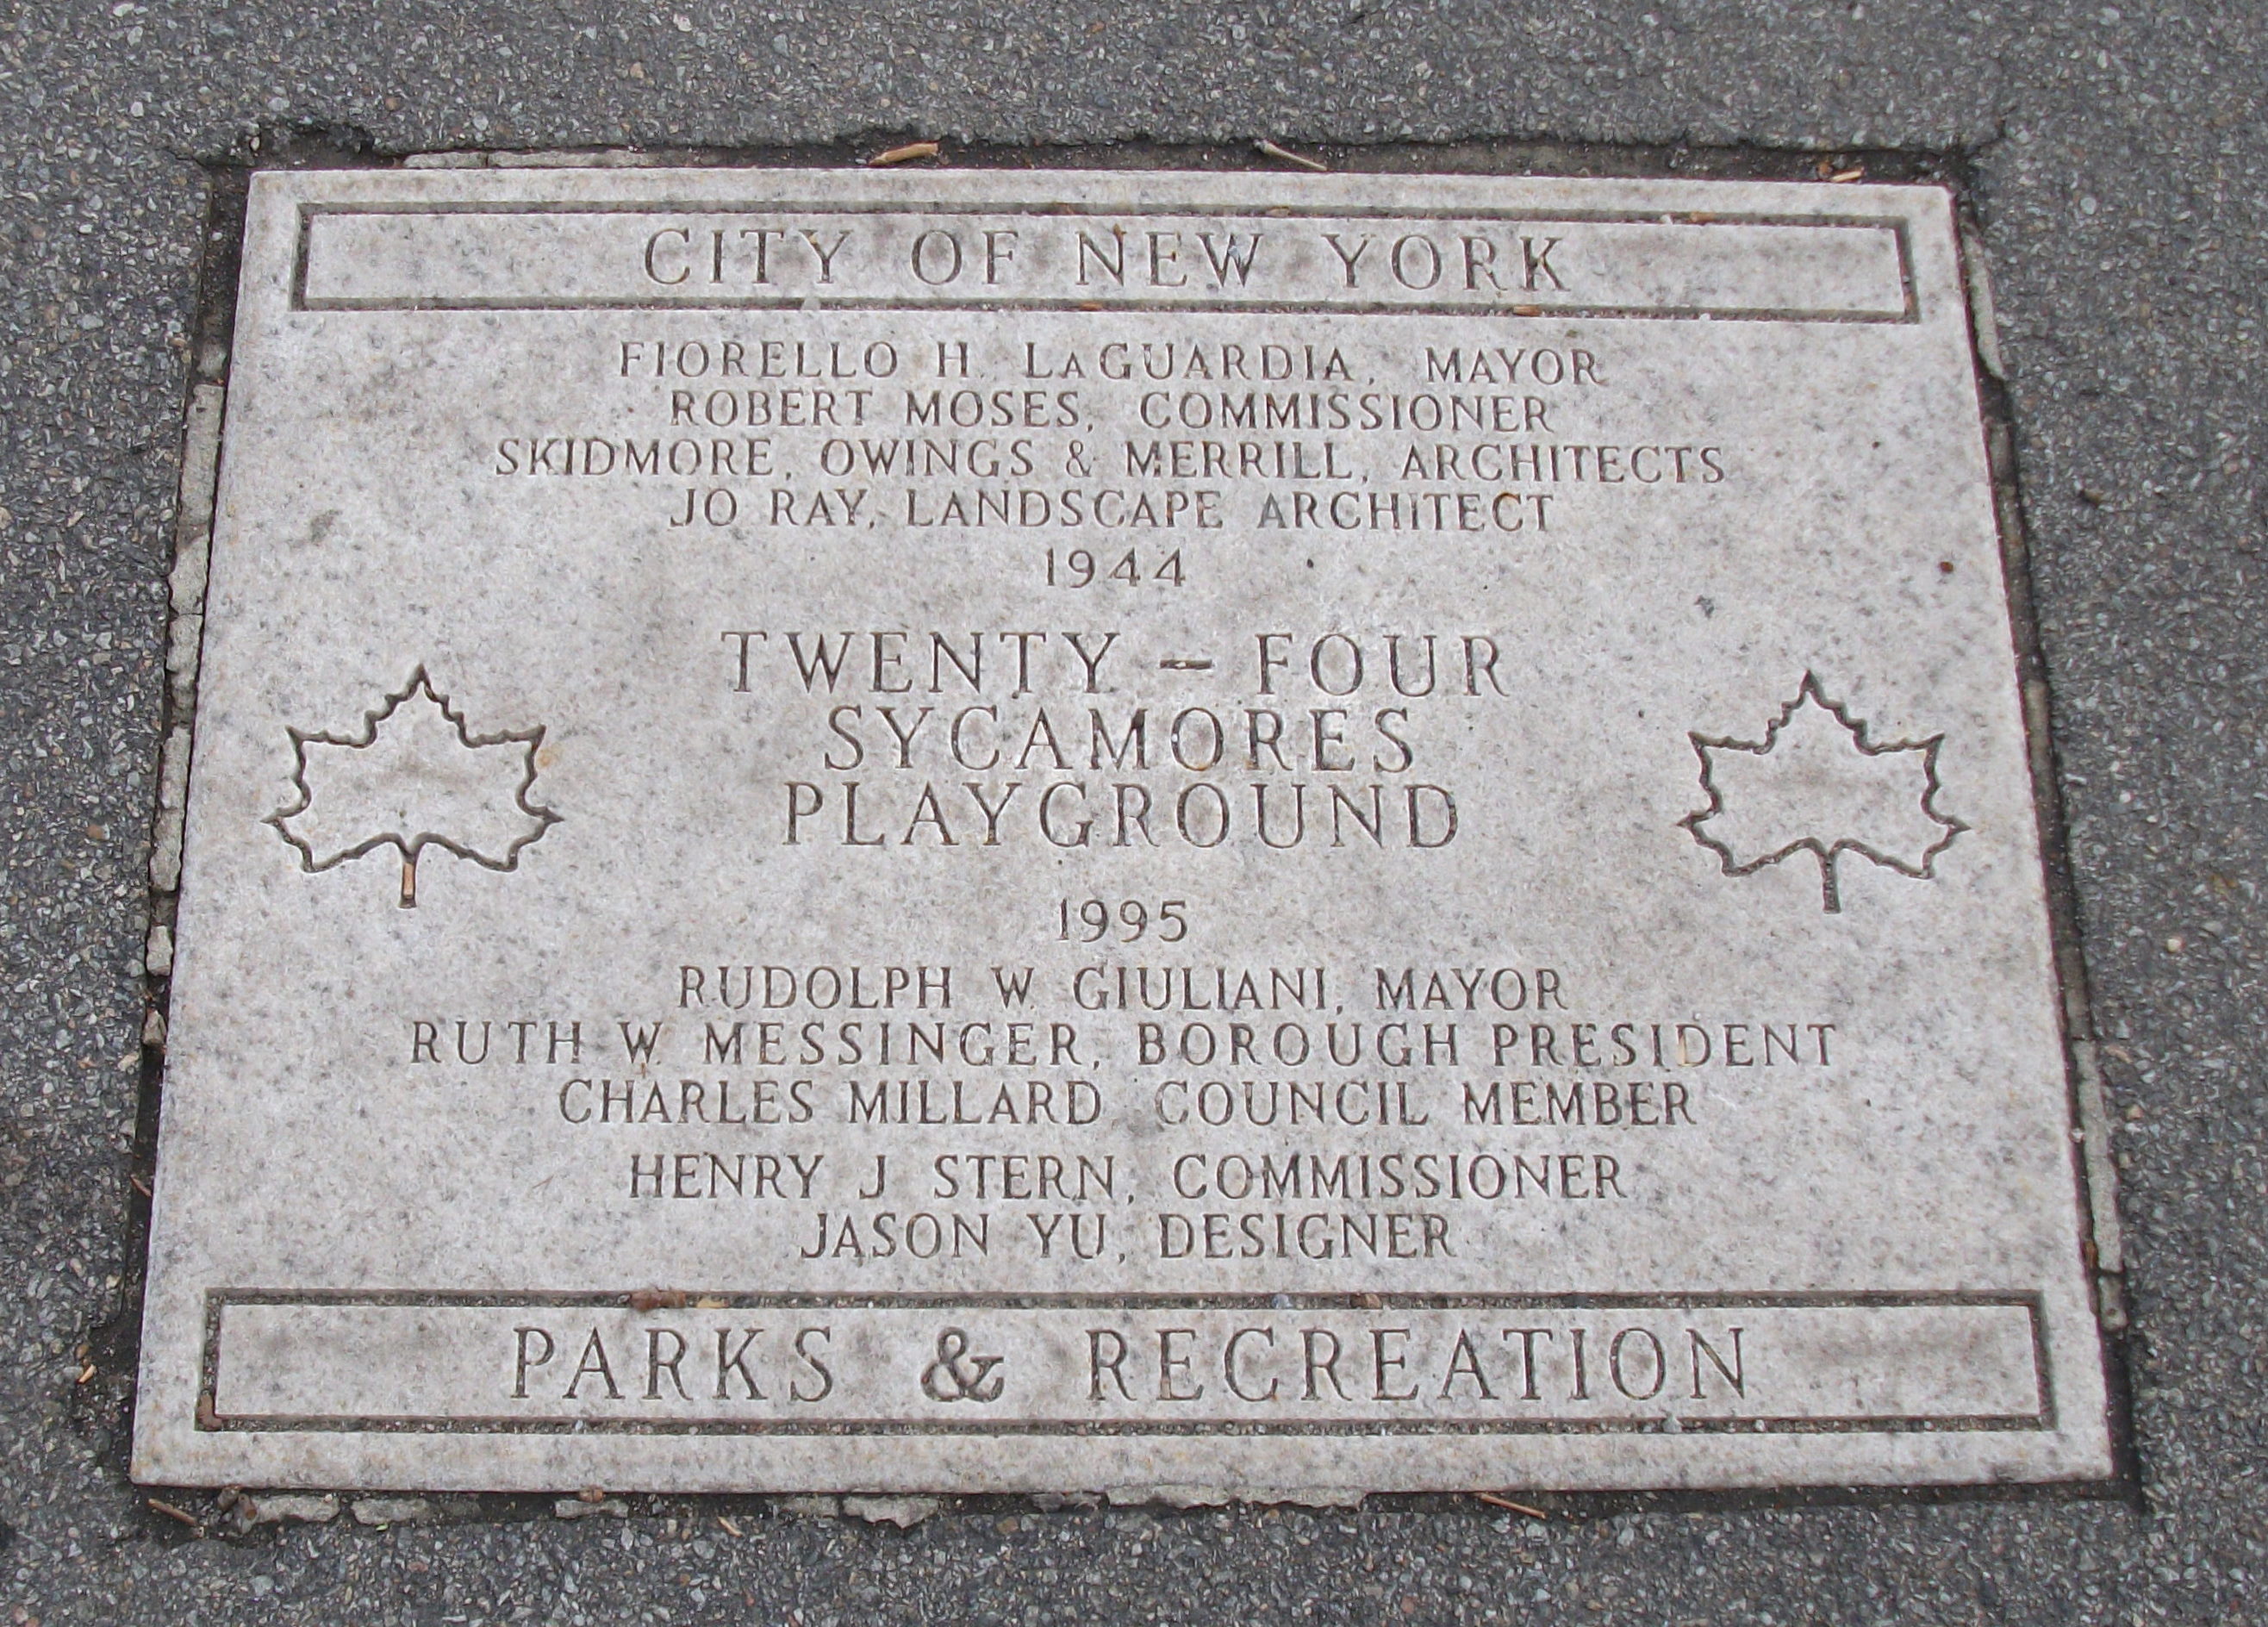 CITY OF NEW YORK
FIORELLO H. LAGUARDIA, MAYOR
ROBERT MOSES, COMMISSIONER
SKIDMORE, OWINGS & MERRILL, ARCHITECTS
JO RAY, LANDSCAPE ARCHITECT
1944
TWENTY - FOUR
SYCAMORES
PLAYGROUND
1995
RUDOLPH W. GIULIANI, MAYOR
RUTH W. MESSINGER, BOROUGH PRESIDENT
CHARLES MILLARD COUNCIL MEMBER
HENRY J STERN, COMMISSIONER
JASON YU, DESIGNER
PARKS & RECREATION